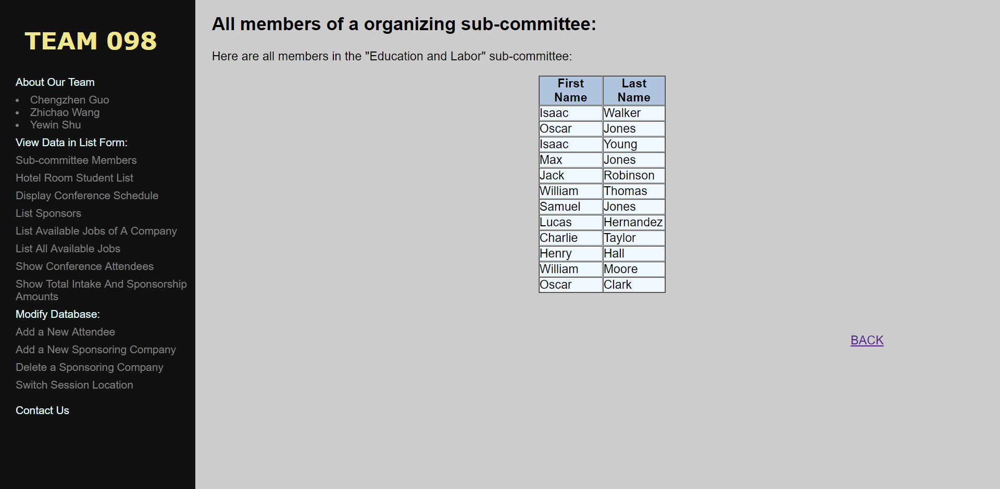 TEAM 098
About Our Team
• Chengzhen Guo
• Zhichao Wang
• Yewin Shu
View Data in List Form:
Sub-committee Members
Hotel Room Student List
Display Conference Schedule
List Sponsors
List Available Jobs of A Company
List All Available Jobs
Show Conference Attendees
Show Total Intake And Sponsorship
Amounts
Modify Database:
Add a New Attendee
Add a New Sponsoring Company
Delete a Sponsoring Company
Switch Session Location
Contact Us
All members of a organizing sub-committee:
Here are all members in the "Education and Labor" sub-committee:
First Last
Name Name
Isaac Walker
Oscar Jones
Isaac Young
Max Jones
Jack Robinson
William Thomas
Samuel Jones
Lucas Hernandez
Charlie Taylor
Henry Hall
William Moore
Oscar Clark
BACK